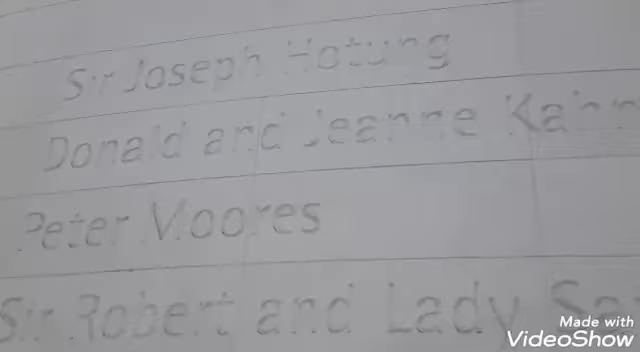 Sir Joseph Hotung
Donald and Jeanne Kahn
Peter Moores
Sir Robert and Lady
Made with
VideoShow